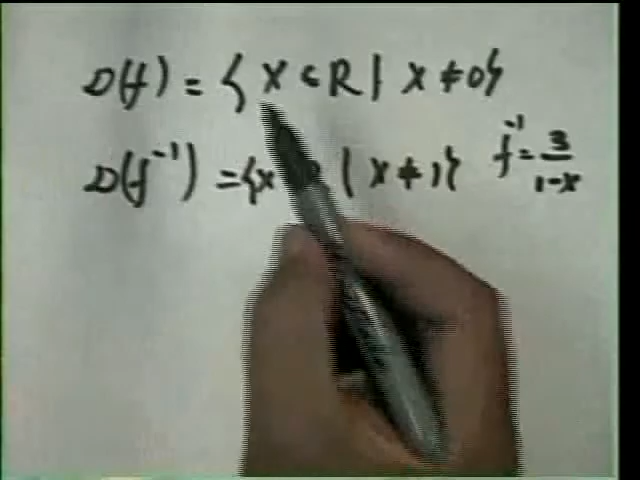 D(f) = { x ∈ R | x ≠ 0}
D(f⁻¹) = {x | x ≠ 1} f⁻¹ = 3/(1-x)